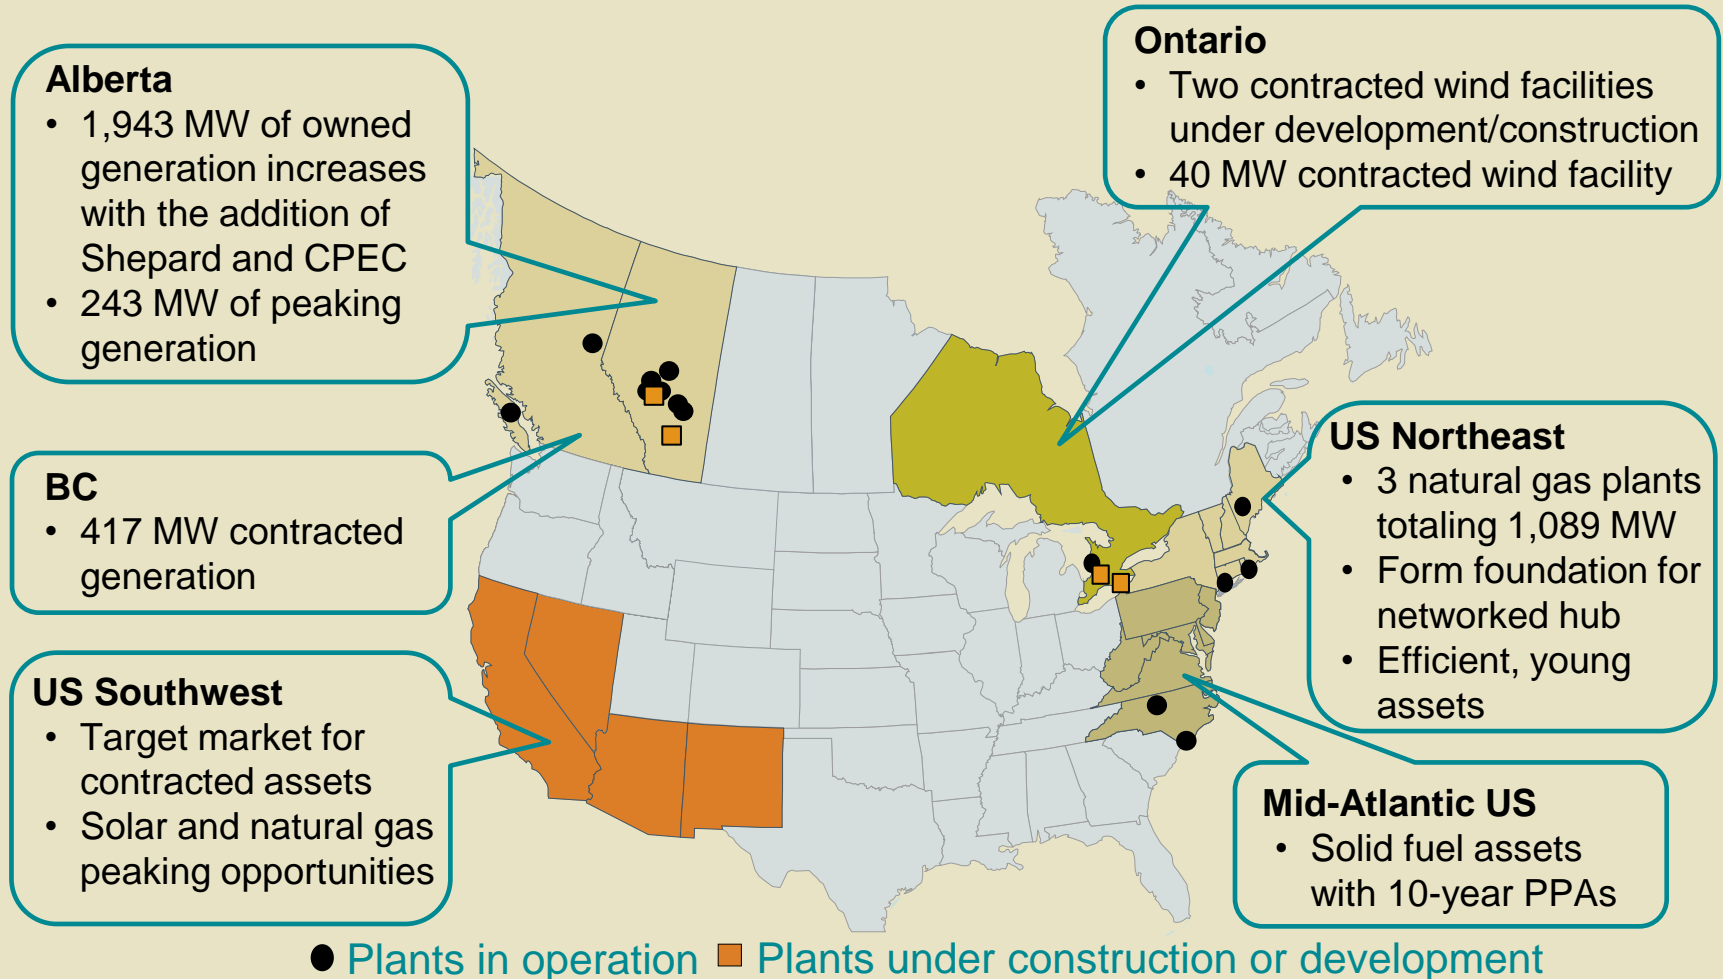 Alberta
• 1,943 MW of owned
generation increases
with the addition of
Shepard and CPEC
• 243 MW of peaking
generation
BC
• 417 MW contracted
generation
US Southwest
• Target market for
contracted assets
• Solar and natural gas
peaking opportunities
Ontario
• Two contracted wind facilities
under development/construction
• 40 MW contracted wind facility
US Northeast
• 3 natural gas plants
totaling 1,089 MW
• Form foundation for
networked hub
• Efficient, young
assets
Mid-Atlantic US
• Solid fuel assets
with 10-year PPAs
Plants in operation
Plants under construction or development